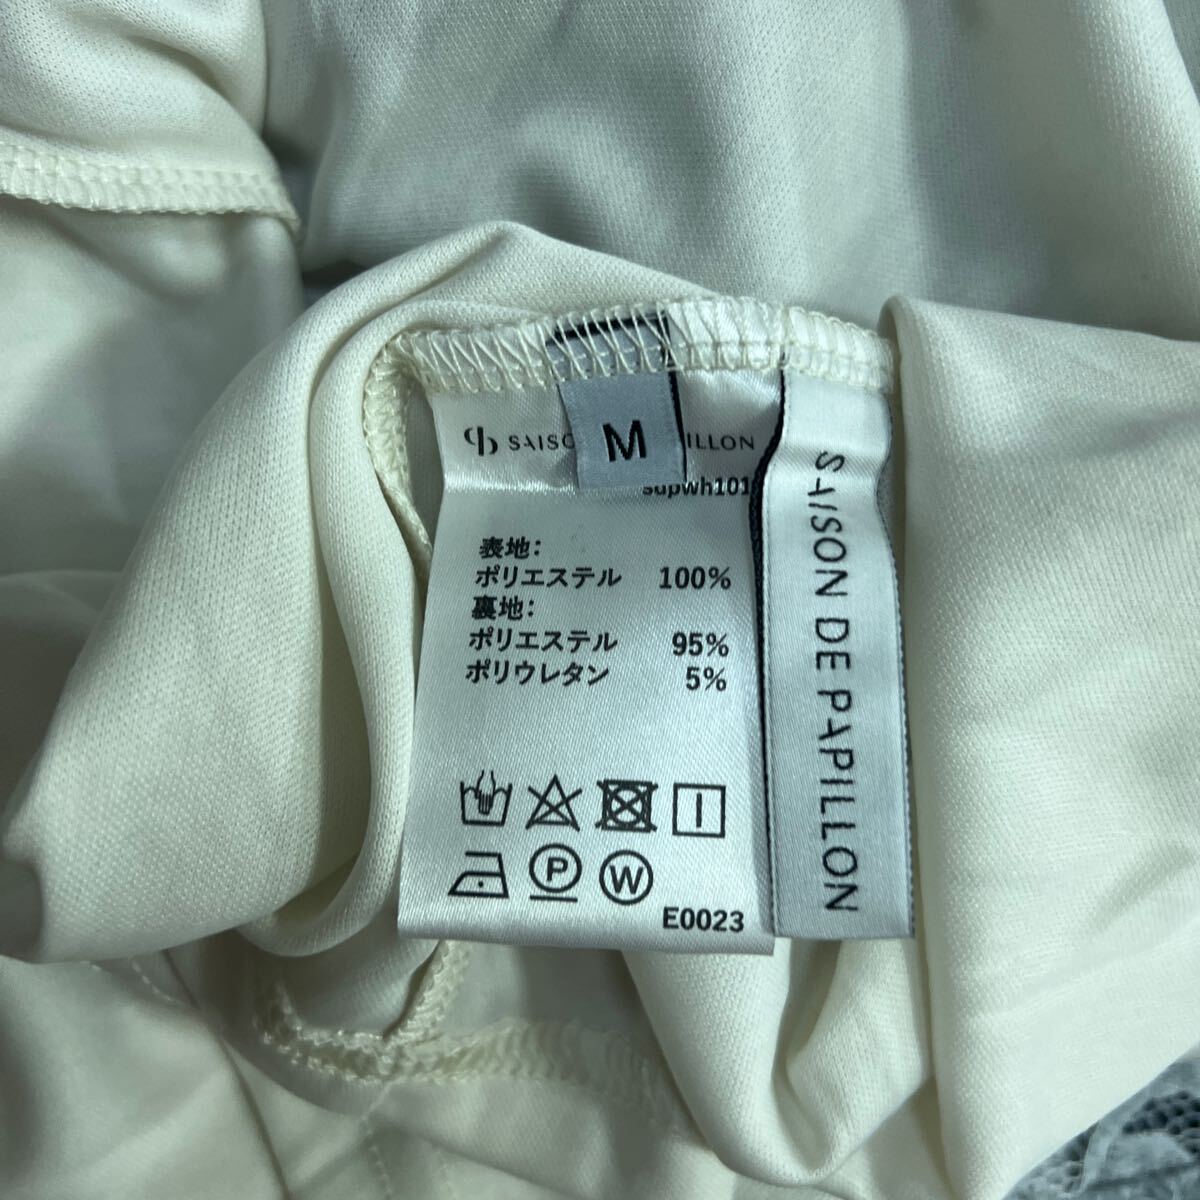 SAISO
M
ILLON
sdpwh101
表地:
ポリエステル 100%
裏地:
ポリエステル 95%
ポリウレタン 5%
P
W
E0023
SAISON DE PAPILLON